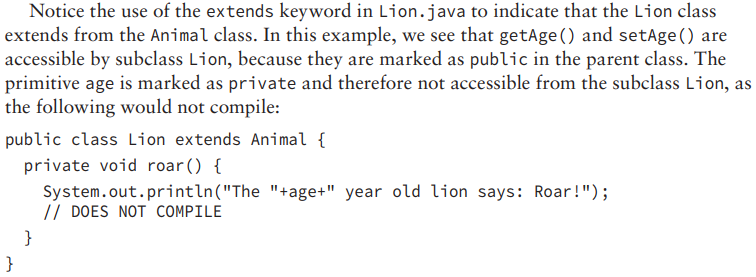 Notice the use of the extends keyword in Lion.java to indicate that the Lion class
extends from the Animal class. In this example, we see that getAge() and setAge() are
accessible by subclass Lion, because they are marked as public in the parent class. The
primitive age is marked as private and therefore not accessible from the subclass Lion, as
the following would not compile:
public class Lion extends Animal {
  private void roar() {
    System.out.println("The "+age+" year old lion says: Roar!");
    // DOES NOT COMPILE
  }
}